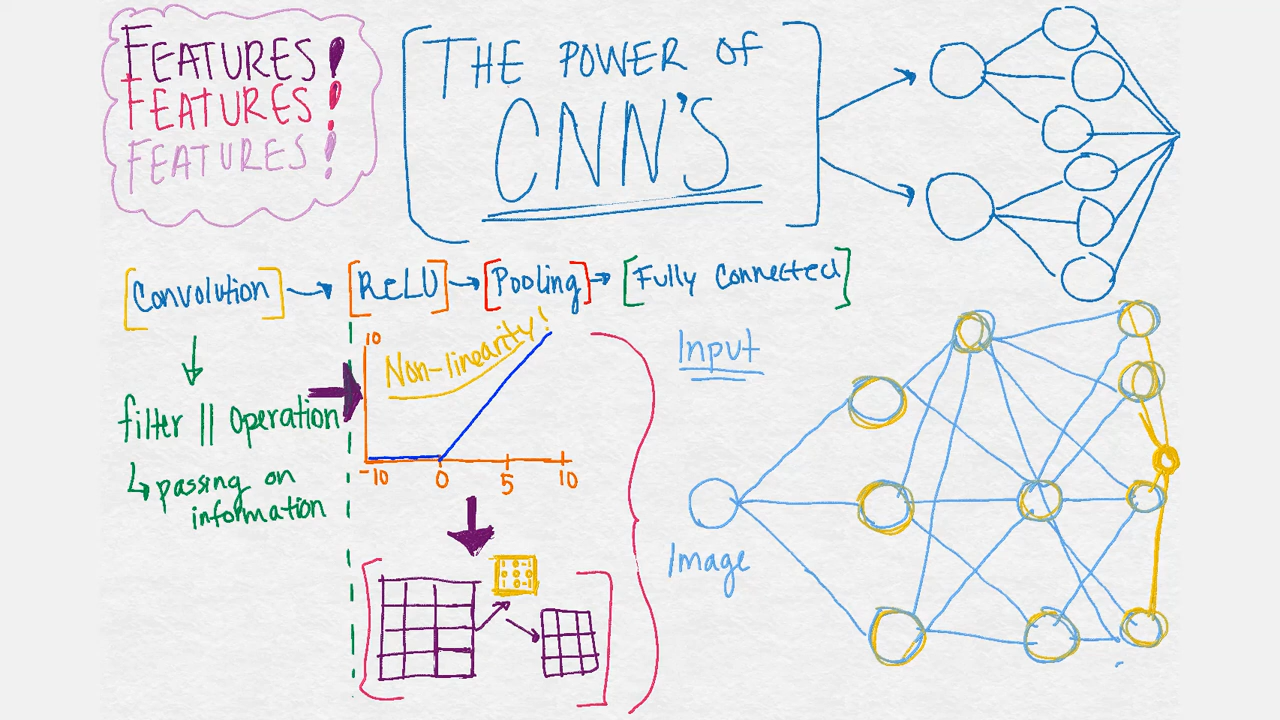 FEATURES!
FEATURES!
FEATURES!
THE POWER OF
CNN'S
[Convolution] → [ReLU] → [Pooling] → [Fully Connected]
filter || Operation
↳ passing on
information
10
Non-linearity!
-10 0 5 10
Input
Image